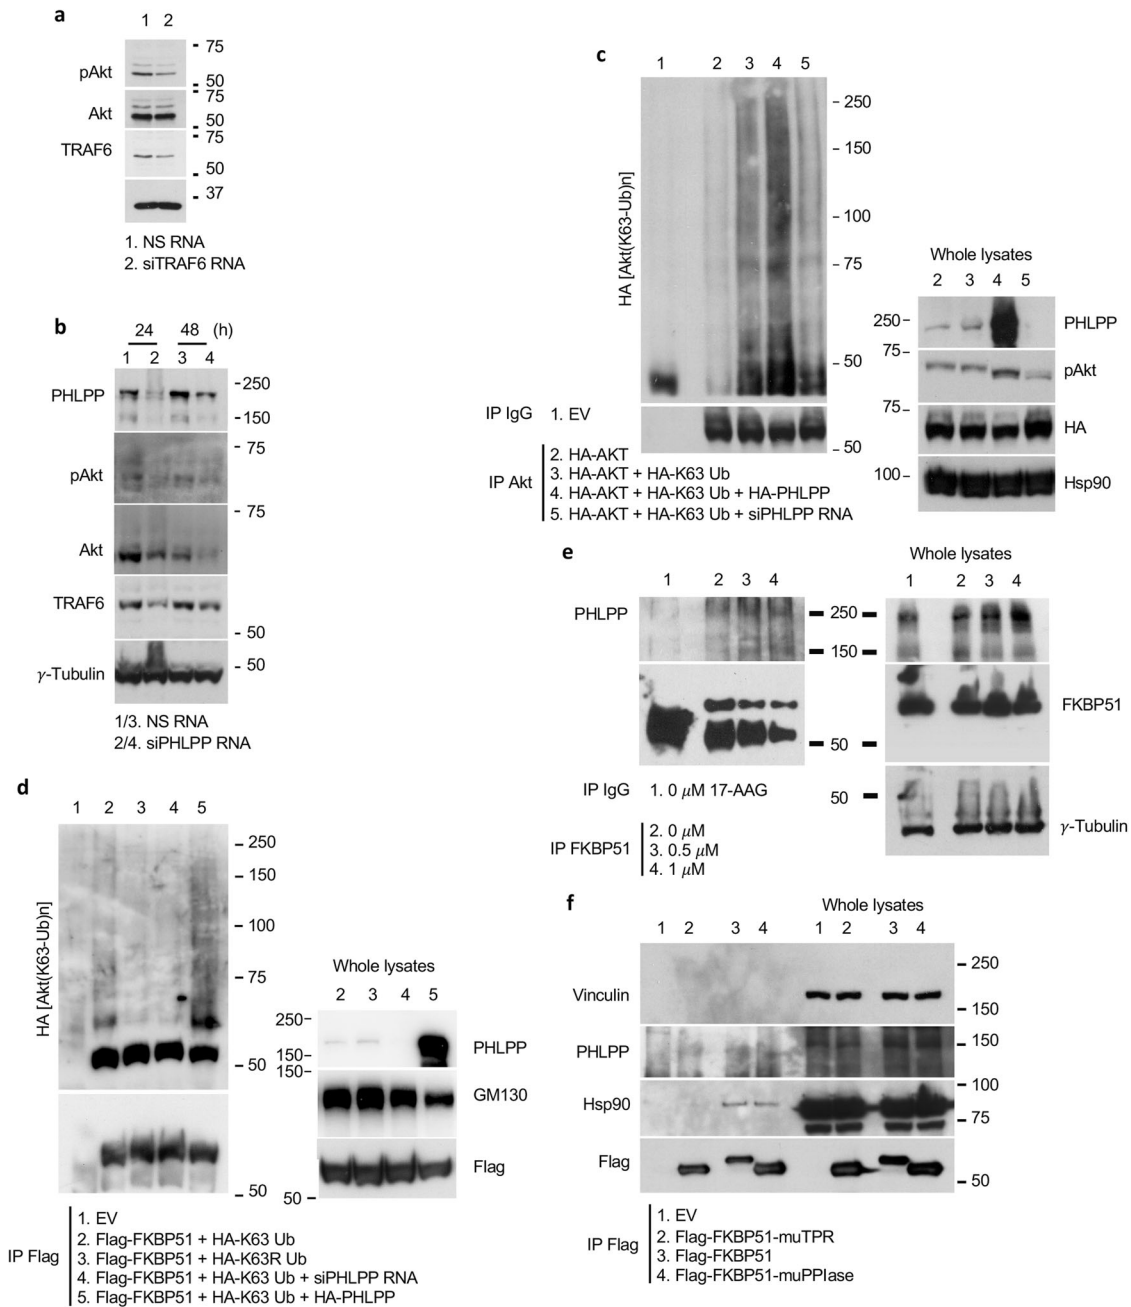 a
1 2
75
pAkt
50
75
Akt
50
75
TRAF6
50
37
1. NS RNA
2. siTRAF6 RNA
b
24 48 (h)
1 2 3 4
PHLPP
250
150
75
pAkt
75
Akt
TRAF6
50
50
γ-Tubulin
1/3. NS RNA
2/4. siPHLPP RNA
c
1 2 3 4 5
HA [Akt(K63-Ub)n]
250
150
100
75
50
50
IP IgG 1. EV
IP Akt
2. HA-AKT
3. HA-AKT + HA-K63 Ub
4. HA-AKT + HA-K63 Ub + HA-PHLPP
5. HA-AKT + HA-K63 Ub + siPHLPP RNA
Whole lysates
2 3 4 5
250 PHLPP
75
pAkt
75
HA
100 Hsp90
d
1 2 3 4 5
HA [Akt(K63-Ub)n]
250
150
100
75
50
50
IP Flag
1. EV
2. Flag-FKBP51 + HA-K63 Ub
3. Flag-FKBP51 + HA-K63R Ub
4. Flag-FKBP51 + HA-K63 Ub + siPHLPP RNA
5. Flag-FKBP51 + HA-K63 Ub + HA-PHLPP
Whole lysates
2 3 4 5
250
PHLPP
150
150
GM130
Flag
50
e
Whole lysates
1 2 3 4 1 2 3 4
PHLPP 250
150
FKBP51
50
50
γ-Tubulin
IP IgG 1. 0 μM 17-AAG
IP FKBP51
2. 0 μM
3. 0.5 μM
4. 1 μM
f
Whole lysates
1 2 3 4 1 2 3 4
250
Vinculin
150
PHLPP 150
100
Hsp90
75
Flag
50
IP Flag
1. EV
2. Flag-FKBP51-muTPR
3. Flag-FKBP51
4. Flag-FKBP51-muPPIase